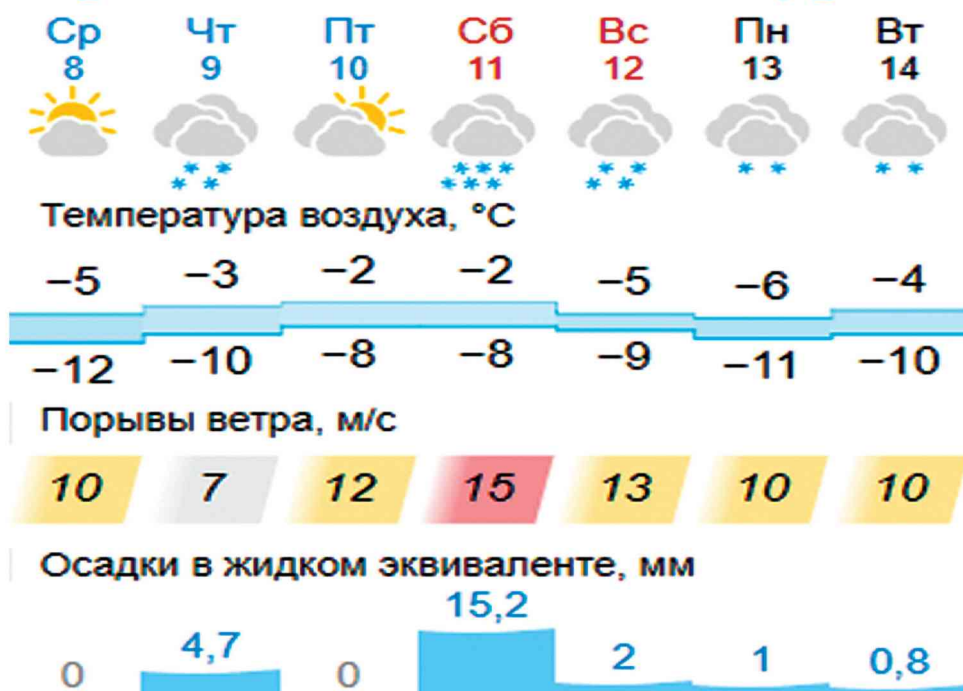 Ср Чт Пт Сб Вс Пн Вт
8 9 10 11 12 13 14
Температура воздуха, °C
−5 −3 −2 −2 −5 −6 −4
−12 −10 −8 −8 −9 −11 −10
Порывы ветра, м/с
10 7 12 15 13 10 10
Осадки в жидком эквиваленте, мм
0 4,7 0 15,2 2 1 0,8